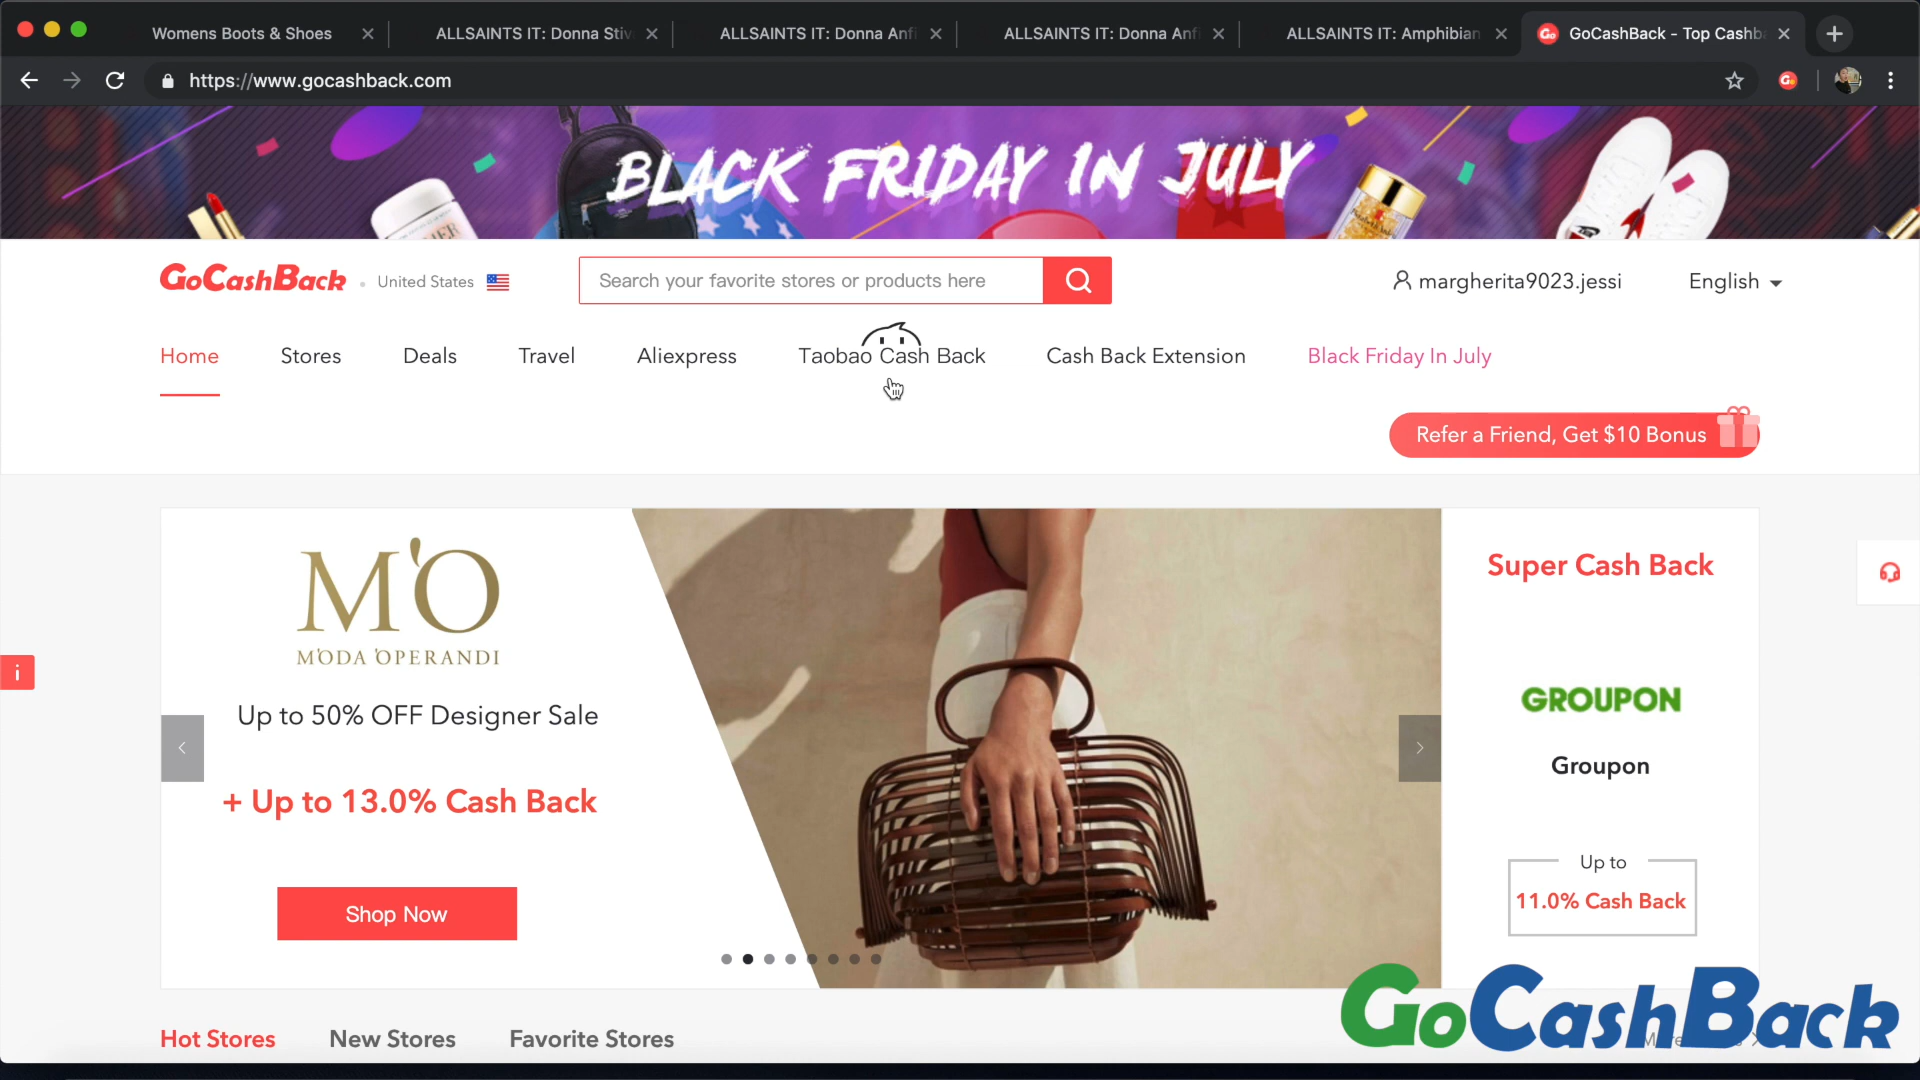 Womens Boots & Shoes
ALLSAINTS IT: Donna Stiv
ALLSAINTS IT: Donna Anfi
ALLSAINTS IT: Donna Anfi
ALLSAINTS IT: Amphibian
GoCashBack - Top Cashb
https://www.gocashback.com
BLACK FRIDAY IN JULY
GoCashBack
United States
Search your favorite stores or products here
margherita9023.jessi
English
Home
Stores
Deals
Travel
Aliexpress
Taobao Cash Back
Cash Back Extension
Black Friday In July
Refer a Friend, Get $10 Bonus
M'O
M'ODA 'OPERANDI
Up to 50% OFF Designer Sale
+ Up to 13.0% Cash Back
Shop Now
Super Cash Back
GROUPON
Groupon
Up to
11.0% Cash Back
Hot Stores
New Stores
Favorite Stores
GoCashBack